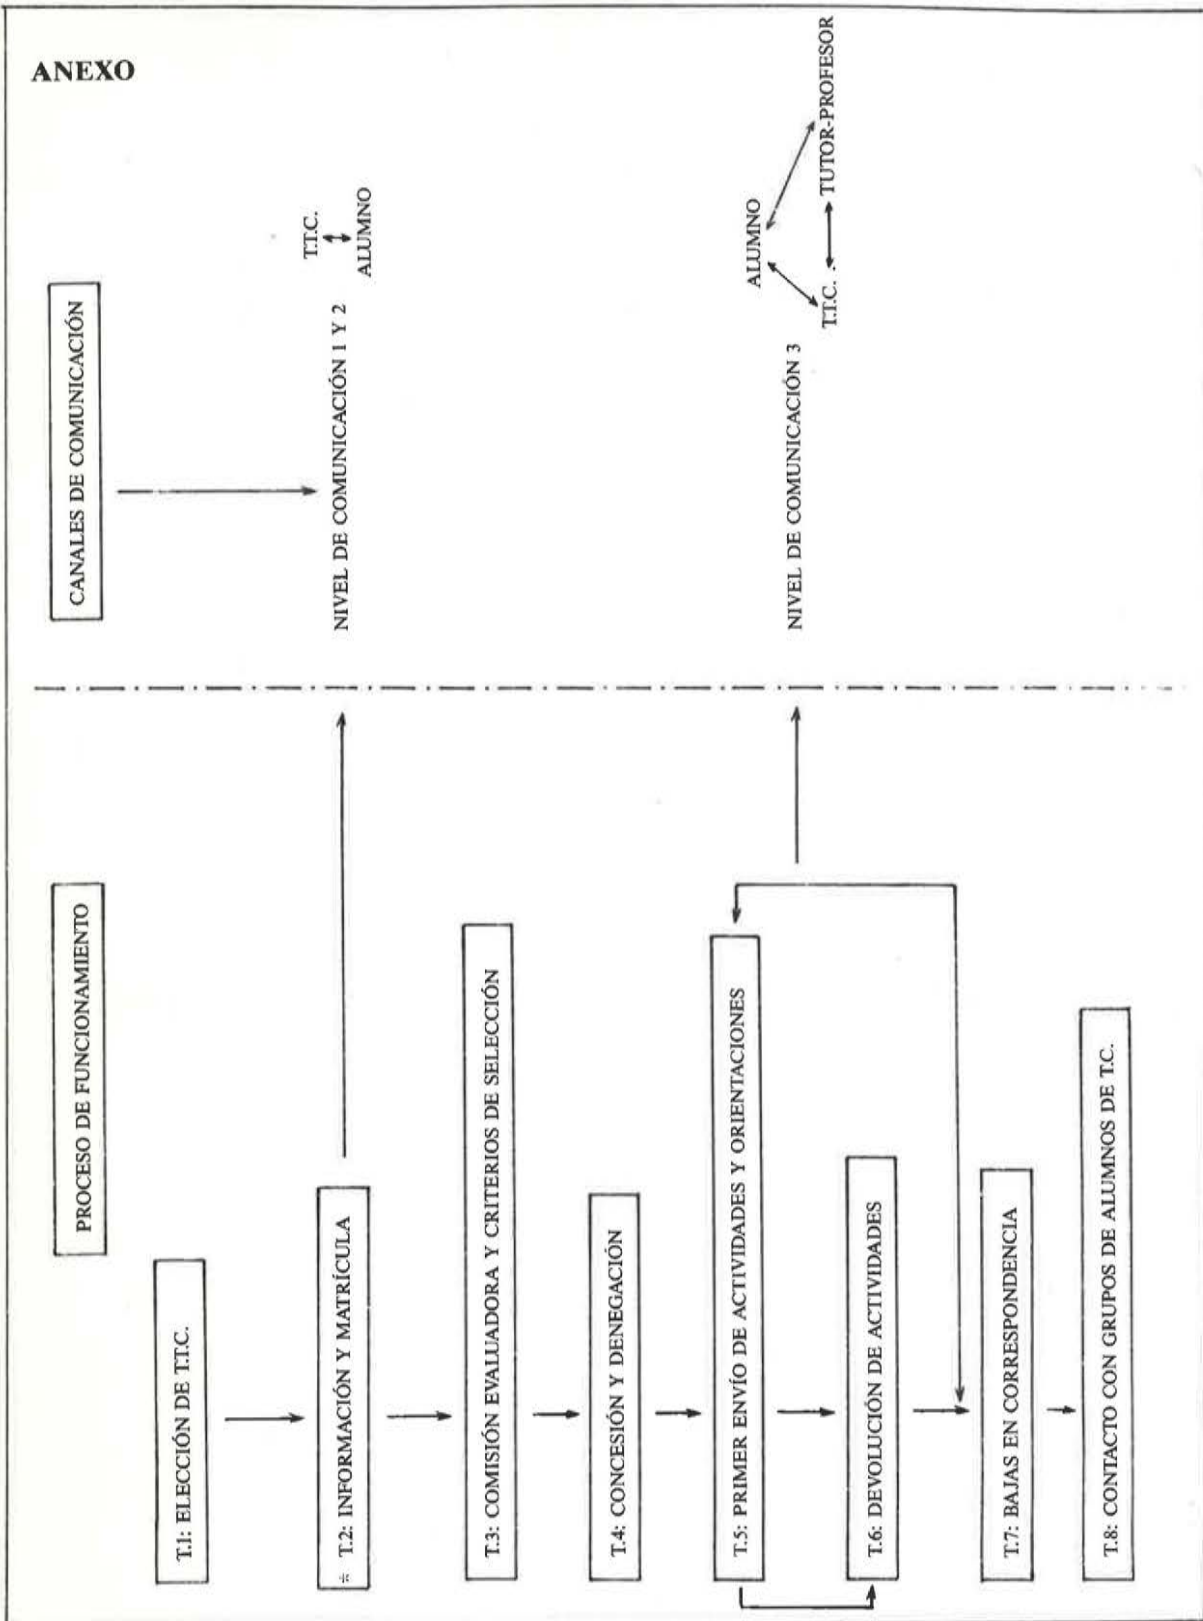 ANEXO
PROCESO DE FUNCIONAMIENTO
T.1: ELECCIÓN DE T.T.C.
* T.2: INFORMACIÓN Y MATRÍCULA
T.3: COMISIÓN EVALUADORA Y CRITERIOS DE SELECCIÓN
T.4: CONCESIÓN Y DENEGACIÓN
T.5: PRIMER ENVÍO DE ACTIVIDADES Y ORIENTACIONES
T.6: DEVOLUCIÓN DE ACTIVIDADES
T.7: BAJAS EN CORRESPONDENCIA
T.8: CONTACTO CON GRUPOS DE ALUMNOS DE T.C.
CANALES DE COMUNICACIÓN
NIVEL DE COMUNICACIÓN 1 Y 2
T.T.C.
ALUMNO
NIVEL DE COMUNICACIÓN 3
ALUMNO
T.T.C.
TUTOR-PROFESOR